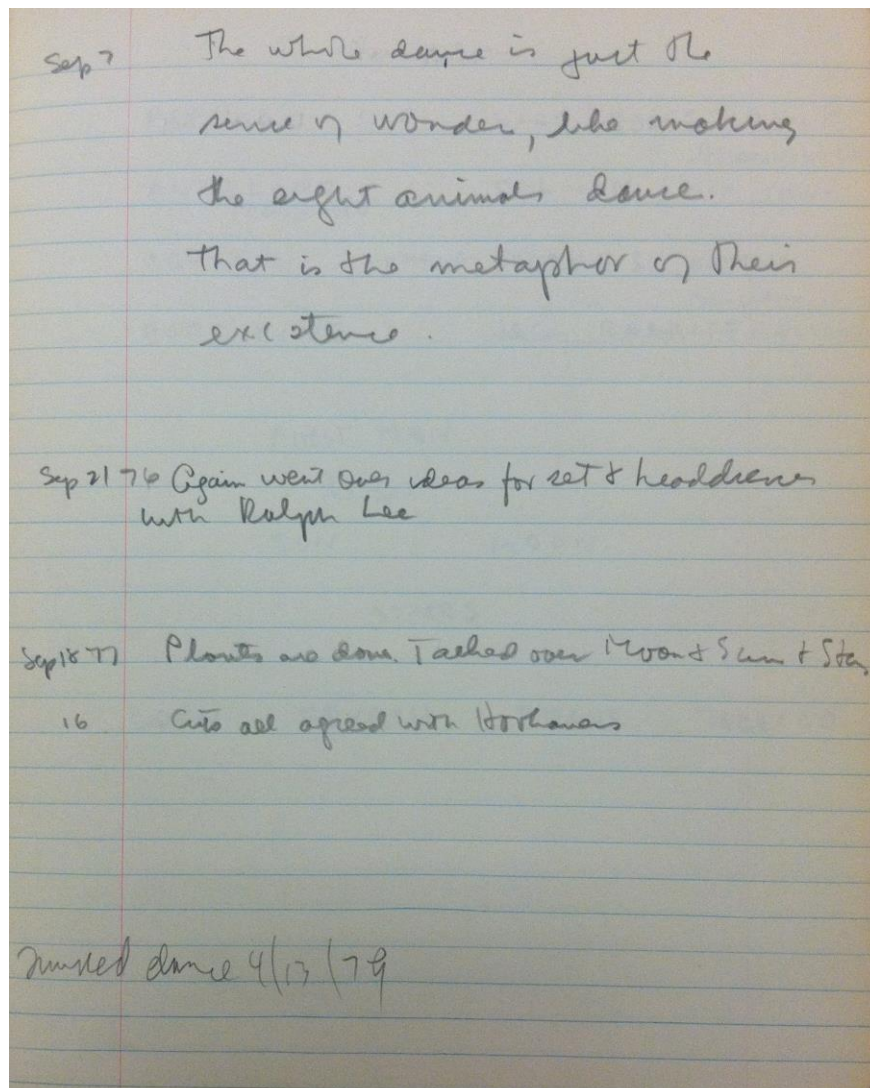 Sep 7 The whole dance is just the
sense of wonder, like making
the eight animals dance.
that is the metaphor of their
existence.
Sep 21 76 Again went over ideas for set & headdresses
with Ralph Lee
Sep 18 77 Plants are done. Talked over Moon & Sun & Star
16 Cuts all agreed with Hovhaness
dance 4/13/79